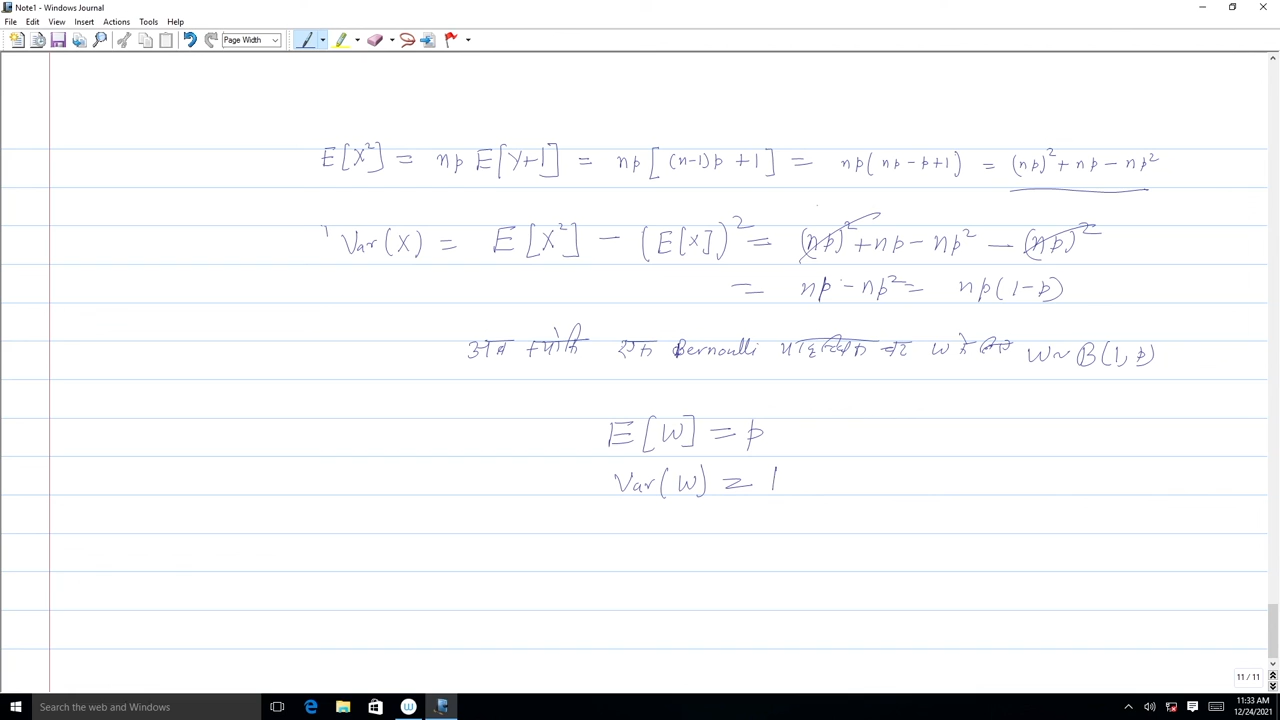 Note1 - Windows Journal
File Edit View Insert Actions Tools Help
Page Width
E[X²] = np E[Y+1] = np[(n-1)p +1] = np(np-p+1) = (np)²+np-np²
Var(X) = E[X²] - (E[X])² = (np)²+np-np² - (np)²
= np-np² = np(1-p)
अब क्योंकि एक Bernoulli चर W के लिए W~B(1,p)
E[W] = p
Var(W) = 1
11 / 11
Search the web and Windows
11:33 AM
12/24/2021